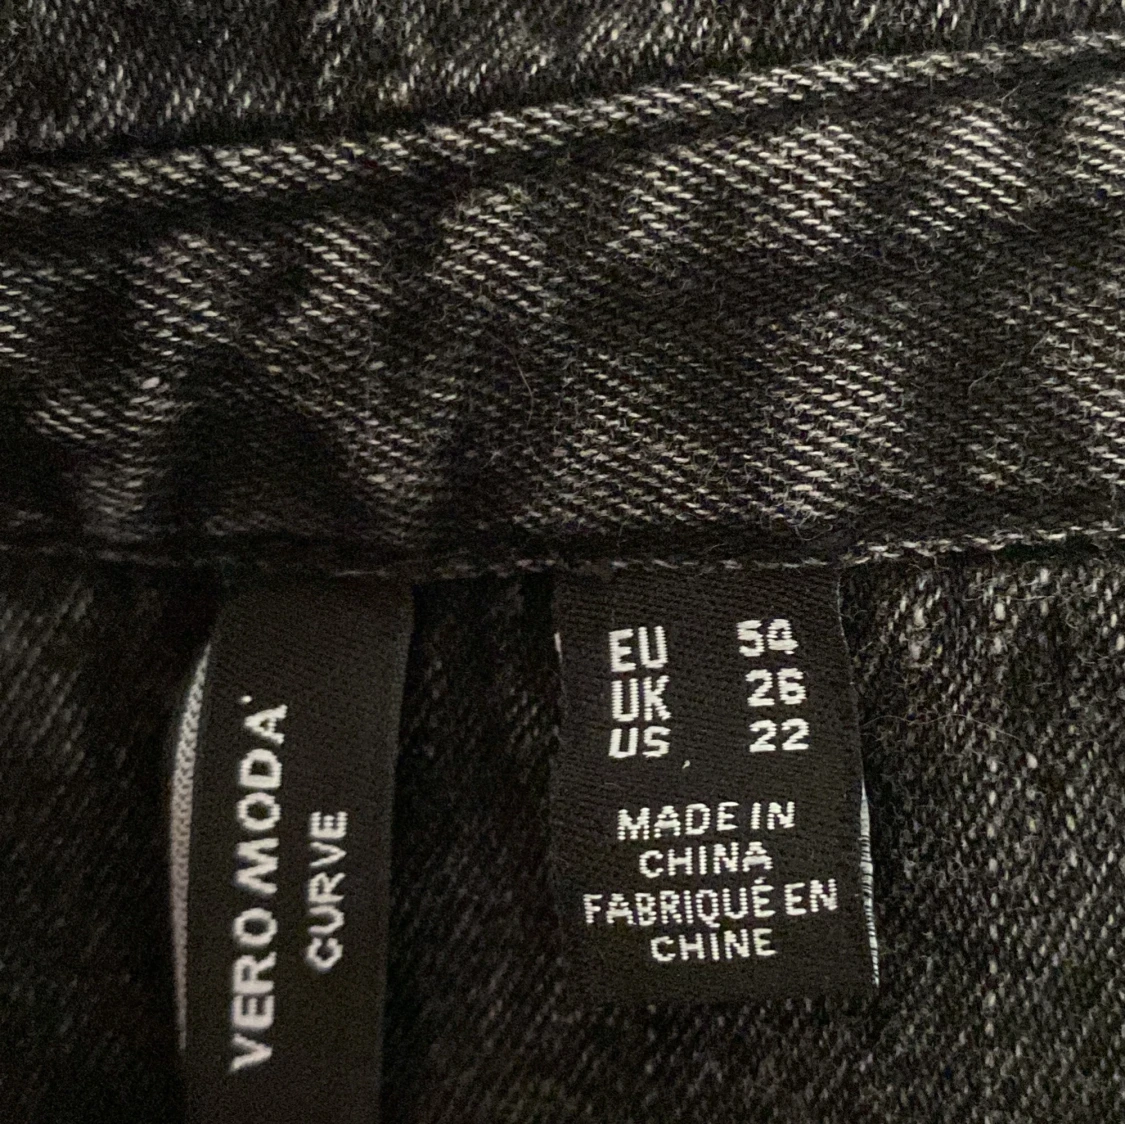 VERO MODA
CURVE
EU 54
UK 26
US 22
MADE IN
CHINA
FABRIQUÉ EN
CHINE